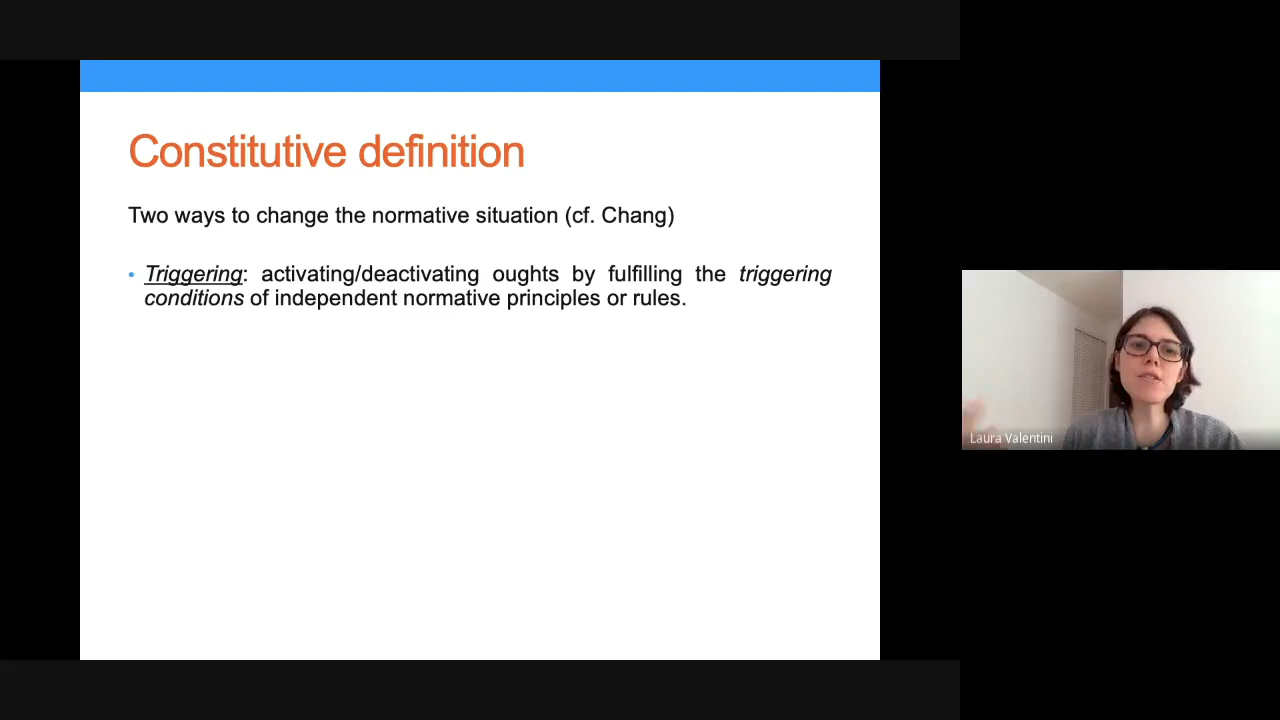 Constitutive definition
Two ways to change the normative situation (cf. Chang)
• Triggering: activating/deactivating oughts by fulfilling the triggering
conditions of independent normative principles or rules.
Laura Valentini